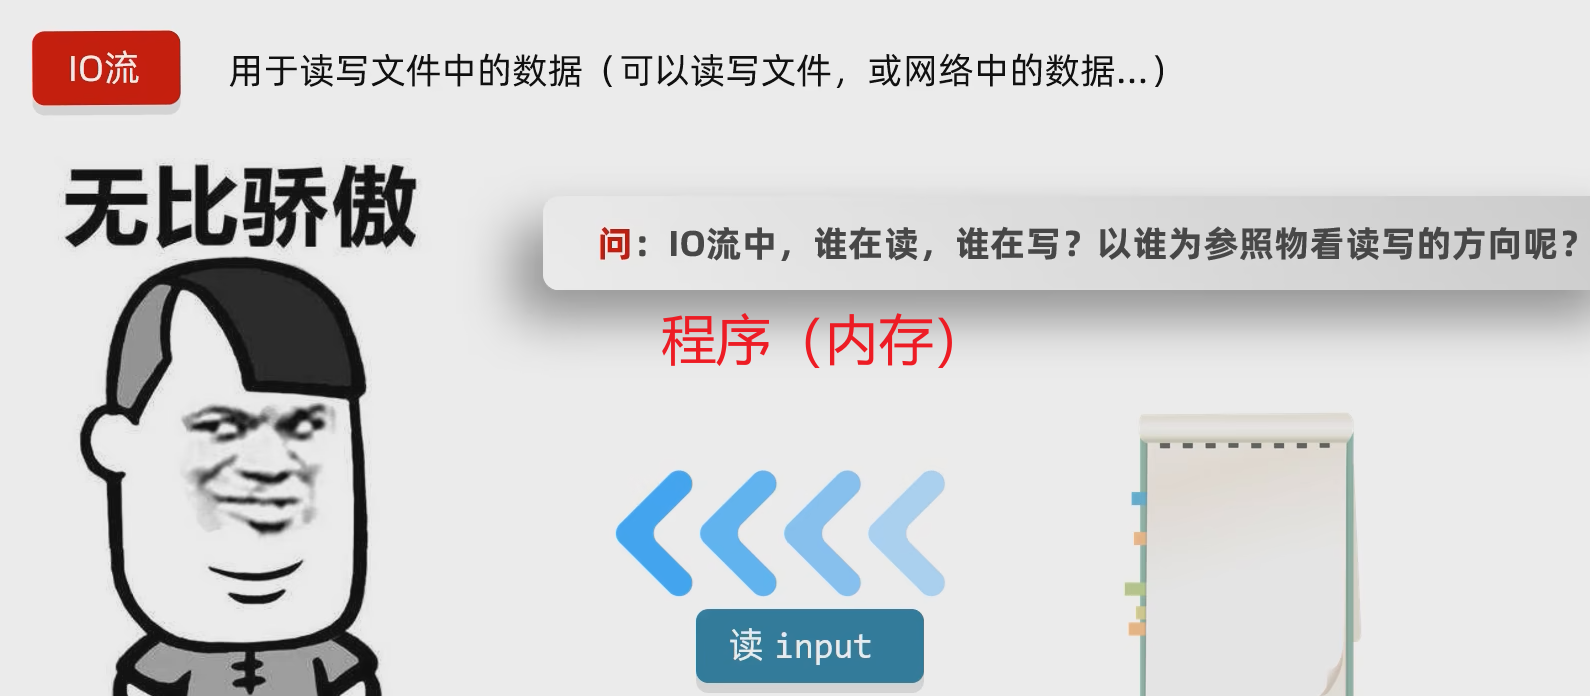 IO流
用于读写文件中的数据（可以读写文件，或网络中的数据...）
无比骄傲
问：IO流中，谁在读，谁在写？以谁为参照物看读写的方向呢？
程序（内存）
读 input